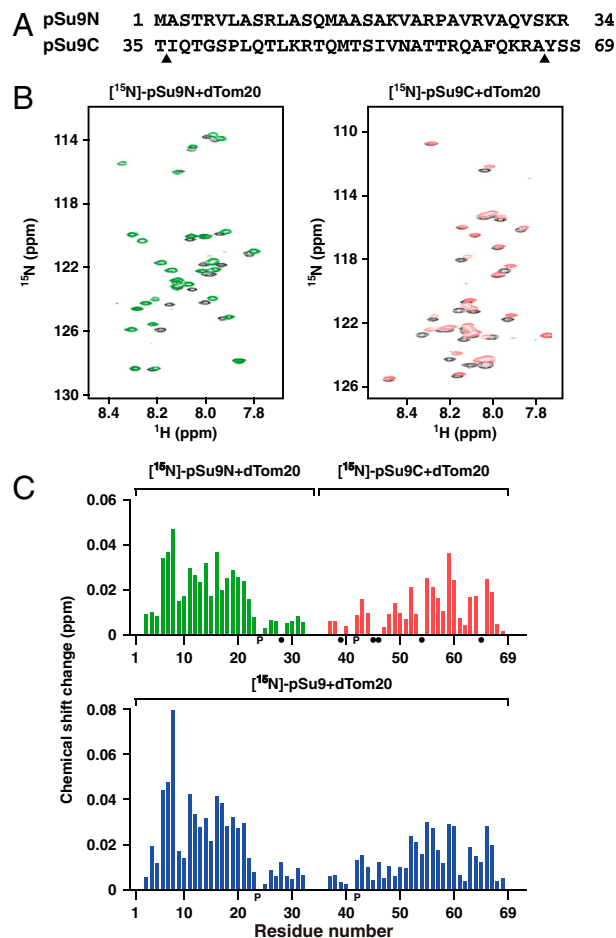 A pSu9N 1 MASTRVLASRLASQMAASAKVARPAVRVAQVSKR 34
pSu9C 35 TIQTGSPLQTLKRTQMTSIVNATTRQAFQKRAYSS 69
B
[15N]-pSu9N+dTom20
114
118
122
126
130
15N (ppm)
8.4 8.2 8.0 7.8
1H (ppm)
[15N]-pSu9C+dTom20
110
114
118
122
126
15N (ppm)
8.4 8.2 8.0 7.8
1H (ppm)
C
[15N]-pSu9N+dTom20 [15N]-pSu9C+dTom20
0.06
0.04
0.02
0
P P
1 10 20 30 40 50 60 69
Chemical shift change (ppm)
[15N]-pSu9+dTom20
0.08
0.06
0.04
0.02
0
P P
1 10 20 30 40 50 60 69
Residue number